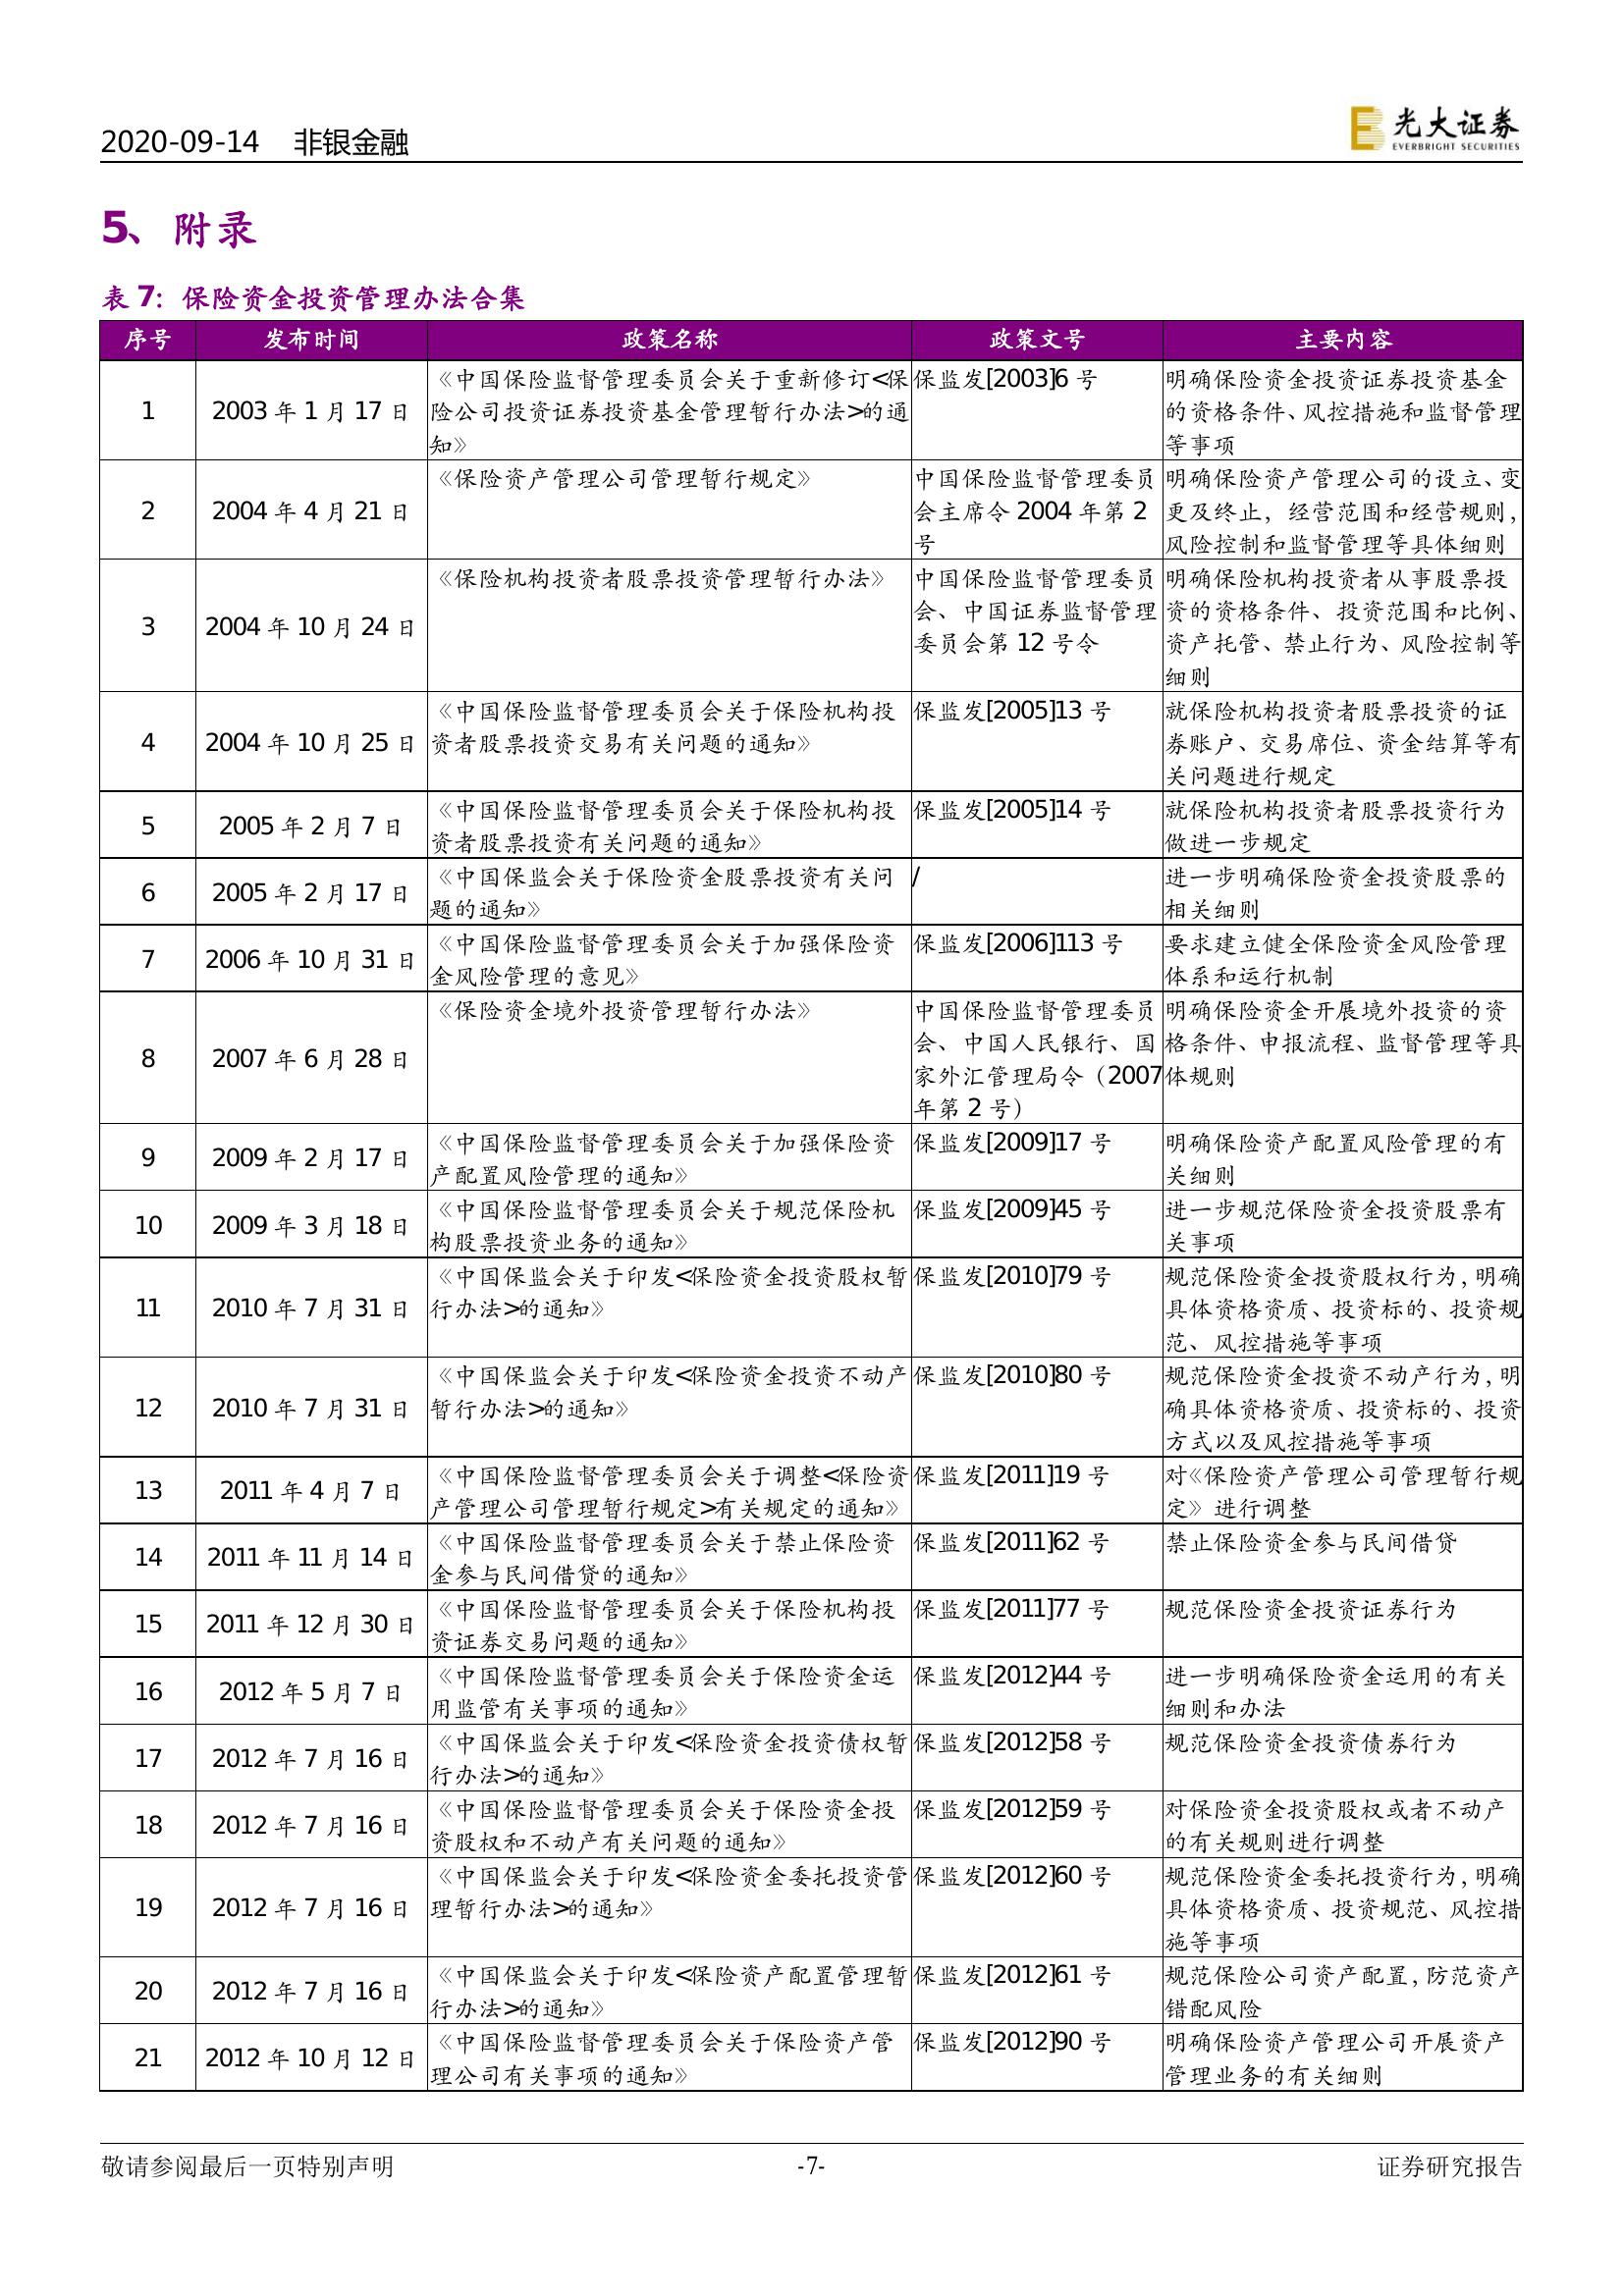 2020-09-14 非银金融
光大证券
EVERBRIGHT SECURITIES
5、附录
表 7：保险资金投资管理办法合集
序号 发布时间 政策名称 政策文号 主要内容
1
2003 年 1 月 17 日
《中国保险监督管理委员会关于重新修订<保
险公司投资证券投资基金管理暂行办法>的通
知》
保监发[2003]6 号
明确保险资金投资证券投资基金
的资格条件、风控措施和监督管理
等事项
2
2004 年 4 月 21 日
《保险资产管理公司管理暂行规定》
中国保险监督管理委员
会主席令 2004 年第 2
号
明确保险资产管理公司的设立、变
更及终止，经营范围和经营规则，
风险控制和监督管理等具体细则
3
2004 年 10 月 24 日
《保险机构投资者股票投资管理暂行办法》
中国保险监督管理委员
会、中国证券监督管理
委员会第 12 号令
明确保险机构投资者从事股票投
资的资格条件、投资范围和比例、
资产托管、禁止行为、风险控制等
细则
4
2004 年 10 月 25 日
《中国保险监督管理委员会关于保险机构投
资者股票投资交易有关问题的通知》
保监发[2005]13 号
就保险机构投资者股票投资的证
券账户、交易席位、资金结算等有
关问题进行规定
5
2005 年 2 月 7 日
《中国保险监督管理委员会关于保险机构投
资者股票投资有关问题的通知》
保监发[2005]14 号
就保险机构投资者股票投资行为
做进一步规定
6
2005 年 2 月 17 日
《中国保监会关于保险资金股票投资有关问
题的通知》
/
进一步明确保险资金投资股票的
相关细则
7
2006 年 10 月 31 日
《中国保险监督管理委员会关于加强保险资
金风险管理的意见》
保监发[2006]113 号
要求建立健全保险资金风险管理
体系和运行机制
8
2007 年 6 月 28 日
《保险资金境外投资管理暂行办法》
中国保险监督管理委员
会、中国人民银行、国
家外汇管理局令（2007
年第 2 号）
明确保险资金开展境外投资的资
格条件、申报流程、监督管理等具
体规则
9
2009 年 2 月 17 日
《中国保险监督管理委员会关于加强保险资
产配置风险管理的通知》
保监发[2009]17 号
明确保险资产配置风险管理的有
关细则
10
2009 年 3 月 18 日
《中国保险监督管理委员会关于规范保险机
构股票投资业务的通知》
保监发[2009]45 号
进一步规范保险资金投资股票有
关事项
11
2010 年 7 月 31 日
《中国保监会关于印发<保险资金投资股权暂
行办法>的通知》
保监发[2010]79 号
规范保险资金投资股权行为，明确
具体资格资质、投资标的、投资规
范、风控措施等事项
12
2010 年 7 月 31 日
《中国保监会关于印发<保险资金投资不动产
暂行办法>的通知》
保监发[2010]80 号
规范保险资金投资不动产行为，明
确具体资格资质、投资标的、投资
方式以及风控措施等事项
13
2011 年 4 月 7 日
《中国保险监督管理委员会关于调整<保险资
产管理公司管理暂行规定>有关规定的通知》
保监发[2011]19 号
对《保险资产管理公司管理暂行规
定》进行调整
14
2011 年 11 月 14 日
《中国保险监督管理委员会关于禁止保险资
金参与民间借贷的通知》
保监发[2011]62 号
禁止保险资金参与民间借贷
15
2011 年 12 月 30 日
《中国保险监督管理委员会关于保险机构投
资证券交易问题的通知》
保监发[2011]77 号
规范保险资金投资证券行为
16
2012 年 5 月 7 日
《中国保险监督管理委员会关于保险资金运
用监管有关事项的通知》
保监发[2012]44 号
进一步明确保险资金运用的有关
细则和办法
17
2012 年 7 月 16 日
《中国保监会关于印发<保险资金投资债权暂
行办法>的通知》
保监发[2012]58 号
规范保险资金投资债券行为
18
2012 年 7 月 16 日
《中国保险监督管理委员会关于保险资金投
资股权和不动产有关问题的通知》
保监发[2012]59 号
对保险资金投资股权或者不动产
的有关规则进行调整
19
2012 年 7 月 16 日
《中国保监会关于印发<保险资金委托投资管
理暂行办法>的通知》
保监发[2012]60 号
规范保险资金委托投资行为，明确
具体资格资质、投资规范、风控措
施等事项
20
2012 年 7 月 16 日
《中国保监会关于印发<保险资产配置管理暂
行办法>的通知》
保监发[2012]61 号
规范保险公司资产配置，防范资产
错配风险
21
2012 年 10 月 12 日
《中国保险监督管理委员会关于保险资产管
理公司有关事项的通知》
保监发[2012]90 号
明确保险资产管理公司开展资产
管理业务的有关细则
敬请参阅最后一页特别声明 -7- 证券研究报告